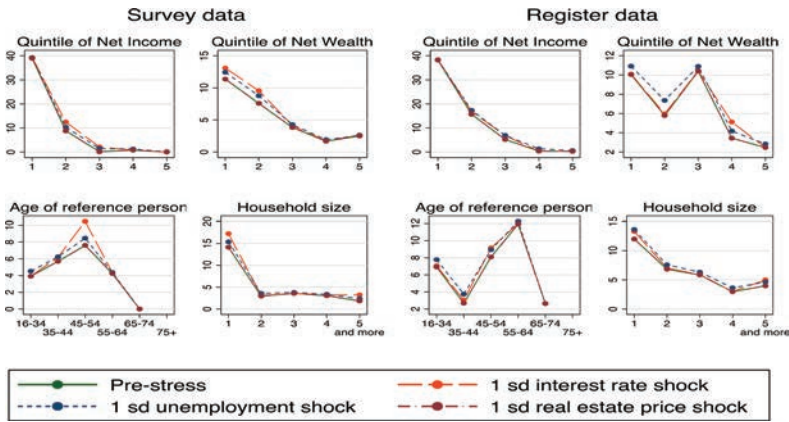 Survey data
Register data
Quintile of Net Income
Quintile of Net Wealth
Quintile of Net Income
Quintile of Net Wealth
0 10 20 30 40
1 2 3 4 5
0 5 10 15
1 2 3 4 5
0 10 20 30 40
1 2 3 4 5
2 4 6 8 10 12
1 2 3 4 5
Age of reference person
Household size
Age of reference person
Household size
0 2 4 6 8 10
16-34 45-54 65-74
35-44 55-64 75+
0 5 10 15 20
1 2 3 4 5
and more
0 2 4 6 8 10 12
16-34 45-54 65-74
35-44 55-64 75+
0 5 10 15
1 2 3 4 5
and more
Pre-stress
1 sd interest rate shock
1 sd unemployment shock
1 sd real estate price shock